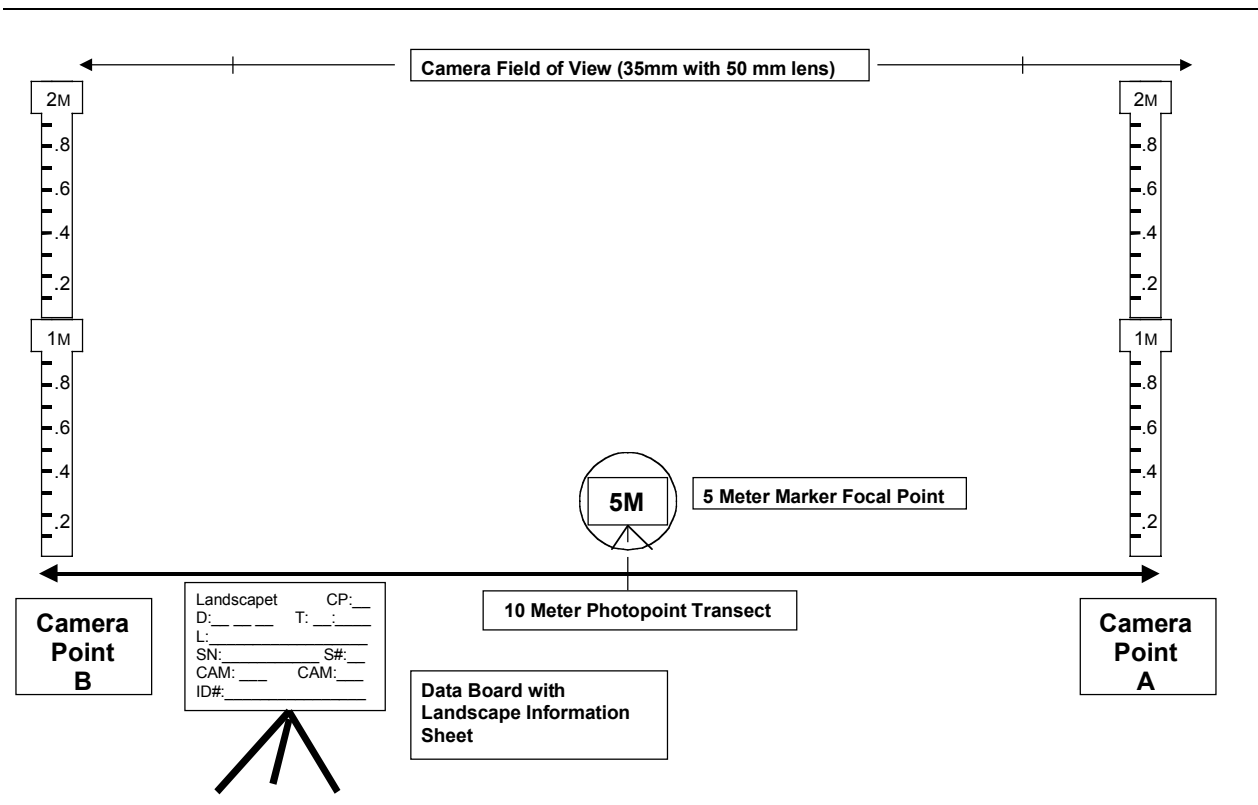 Camera Field of View (35mm with 50 mm lens)
2M
.8
.6
.4
.2
1M
.8
.6
.4
.2
2M
.8
.6
.4
.2
1M
.8
.6
.4
.2
5M
5 Meter Marker Focal Point
10 Meter Photopoint Transect
Camera
Point
B
Landscapet CP:__
D:__ __ __ T: __:____
L:____________________
SN:____________ S#:__
CAM: ___ CAM:___
ID#:__________________
Data Board with
Landscape Information
Sheet
Camera
Point
A